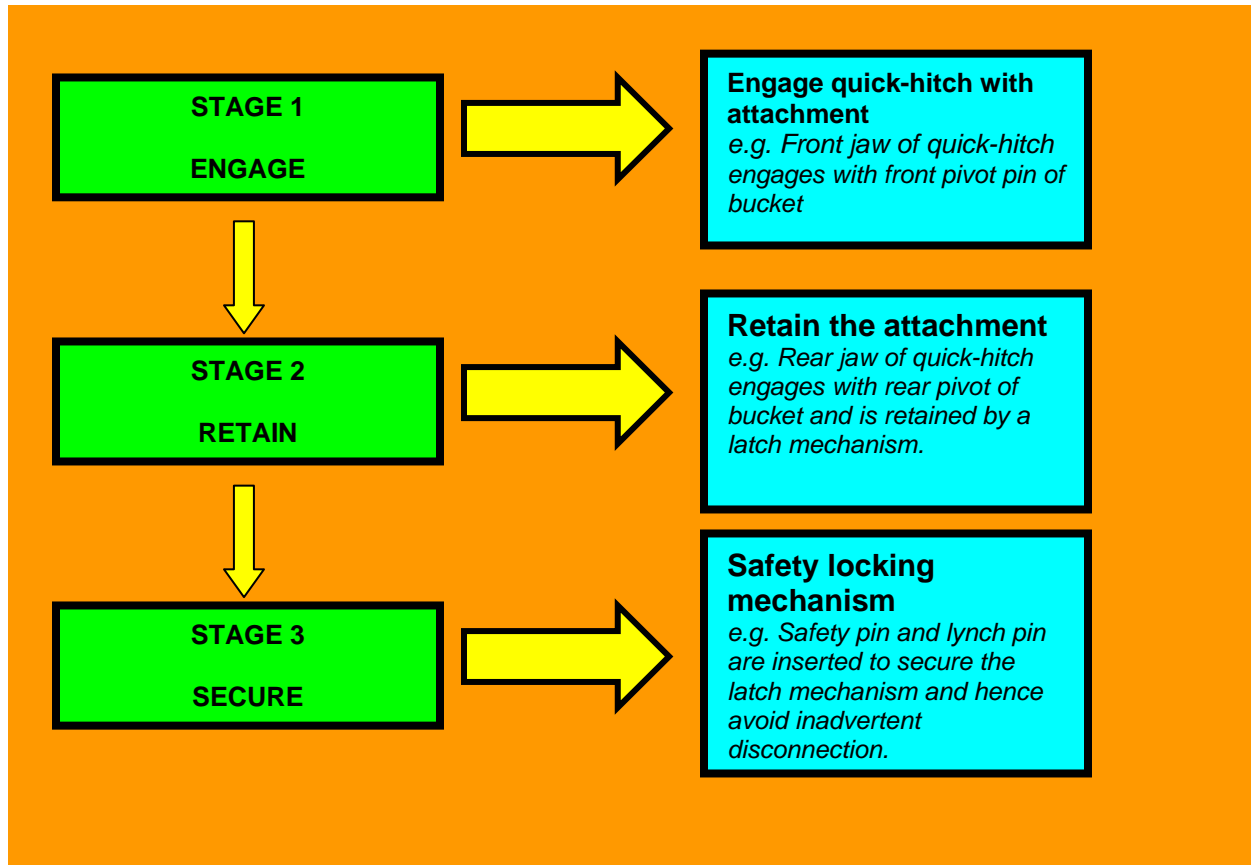 STAGE 1
ENGAGE
Engage quick-hitch with
attachment
e.g. Front jaw of quick-hitch
engages with front pivot pin of
bucket
STAGE 2
RETAIN
Retain the attachment
e.g. Rear jaw of quick-hitch
engages with rear pivot of
bucket and is retained by a
latch mechanism.
STAGE 3
SECURE
Safety locking
mechanism
e.g. Safety pin and lynch pin
are inserted to secure the
latch mechanism and hence
avoid inadvertent
disconnection.